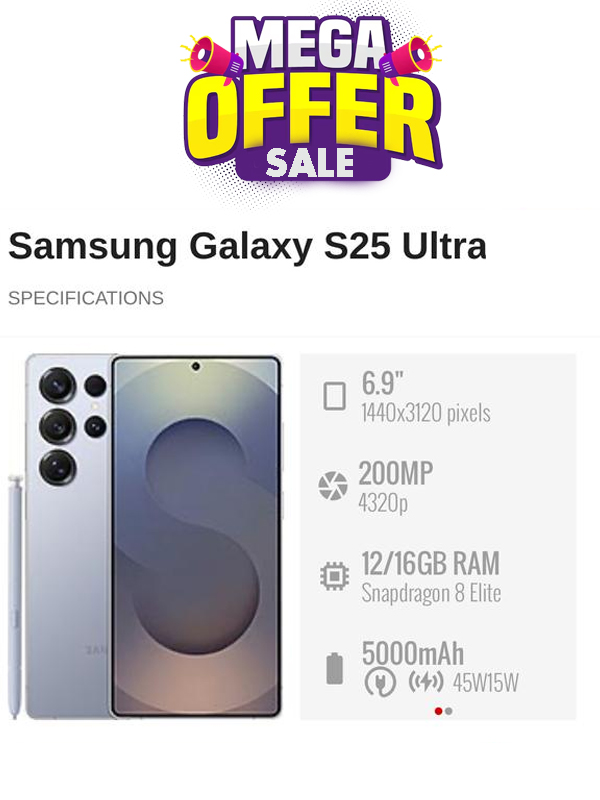 MEGA
OFFER
SALE
Samsung Galaxy S25 Ultra
SPECIFICATIONS
6.9"
1440x3120 pixels
200MP
4320p
12/16GB RAM
Snapdragon 8 Elite
5000mAh
45W15W